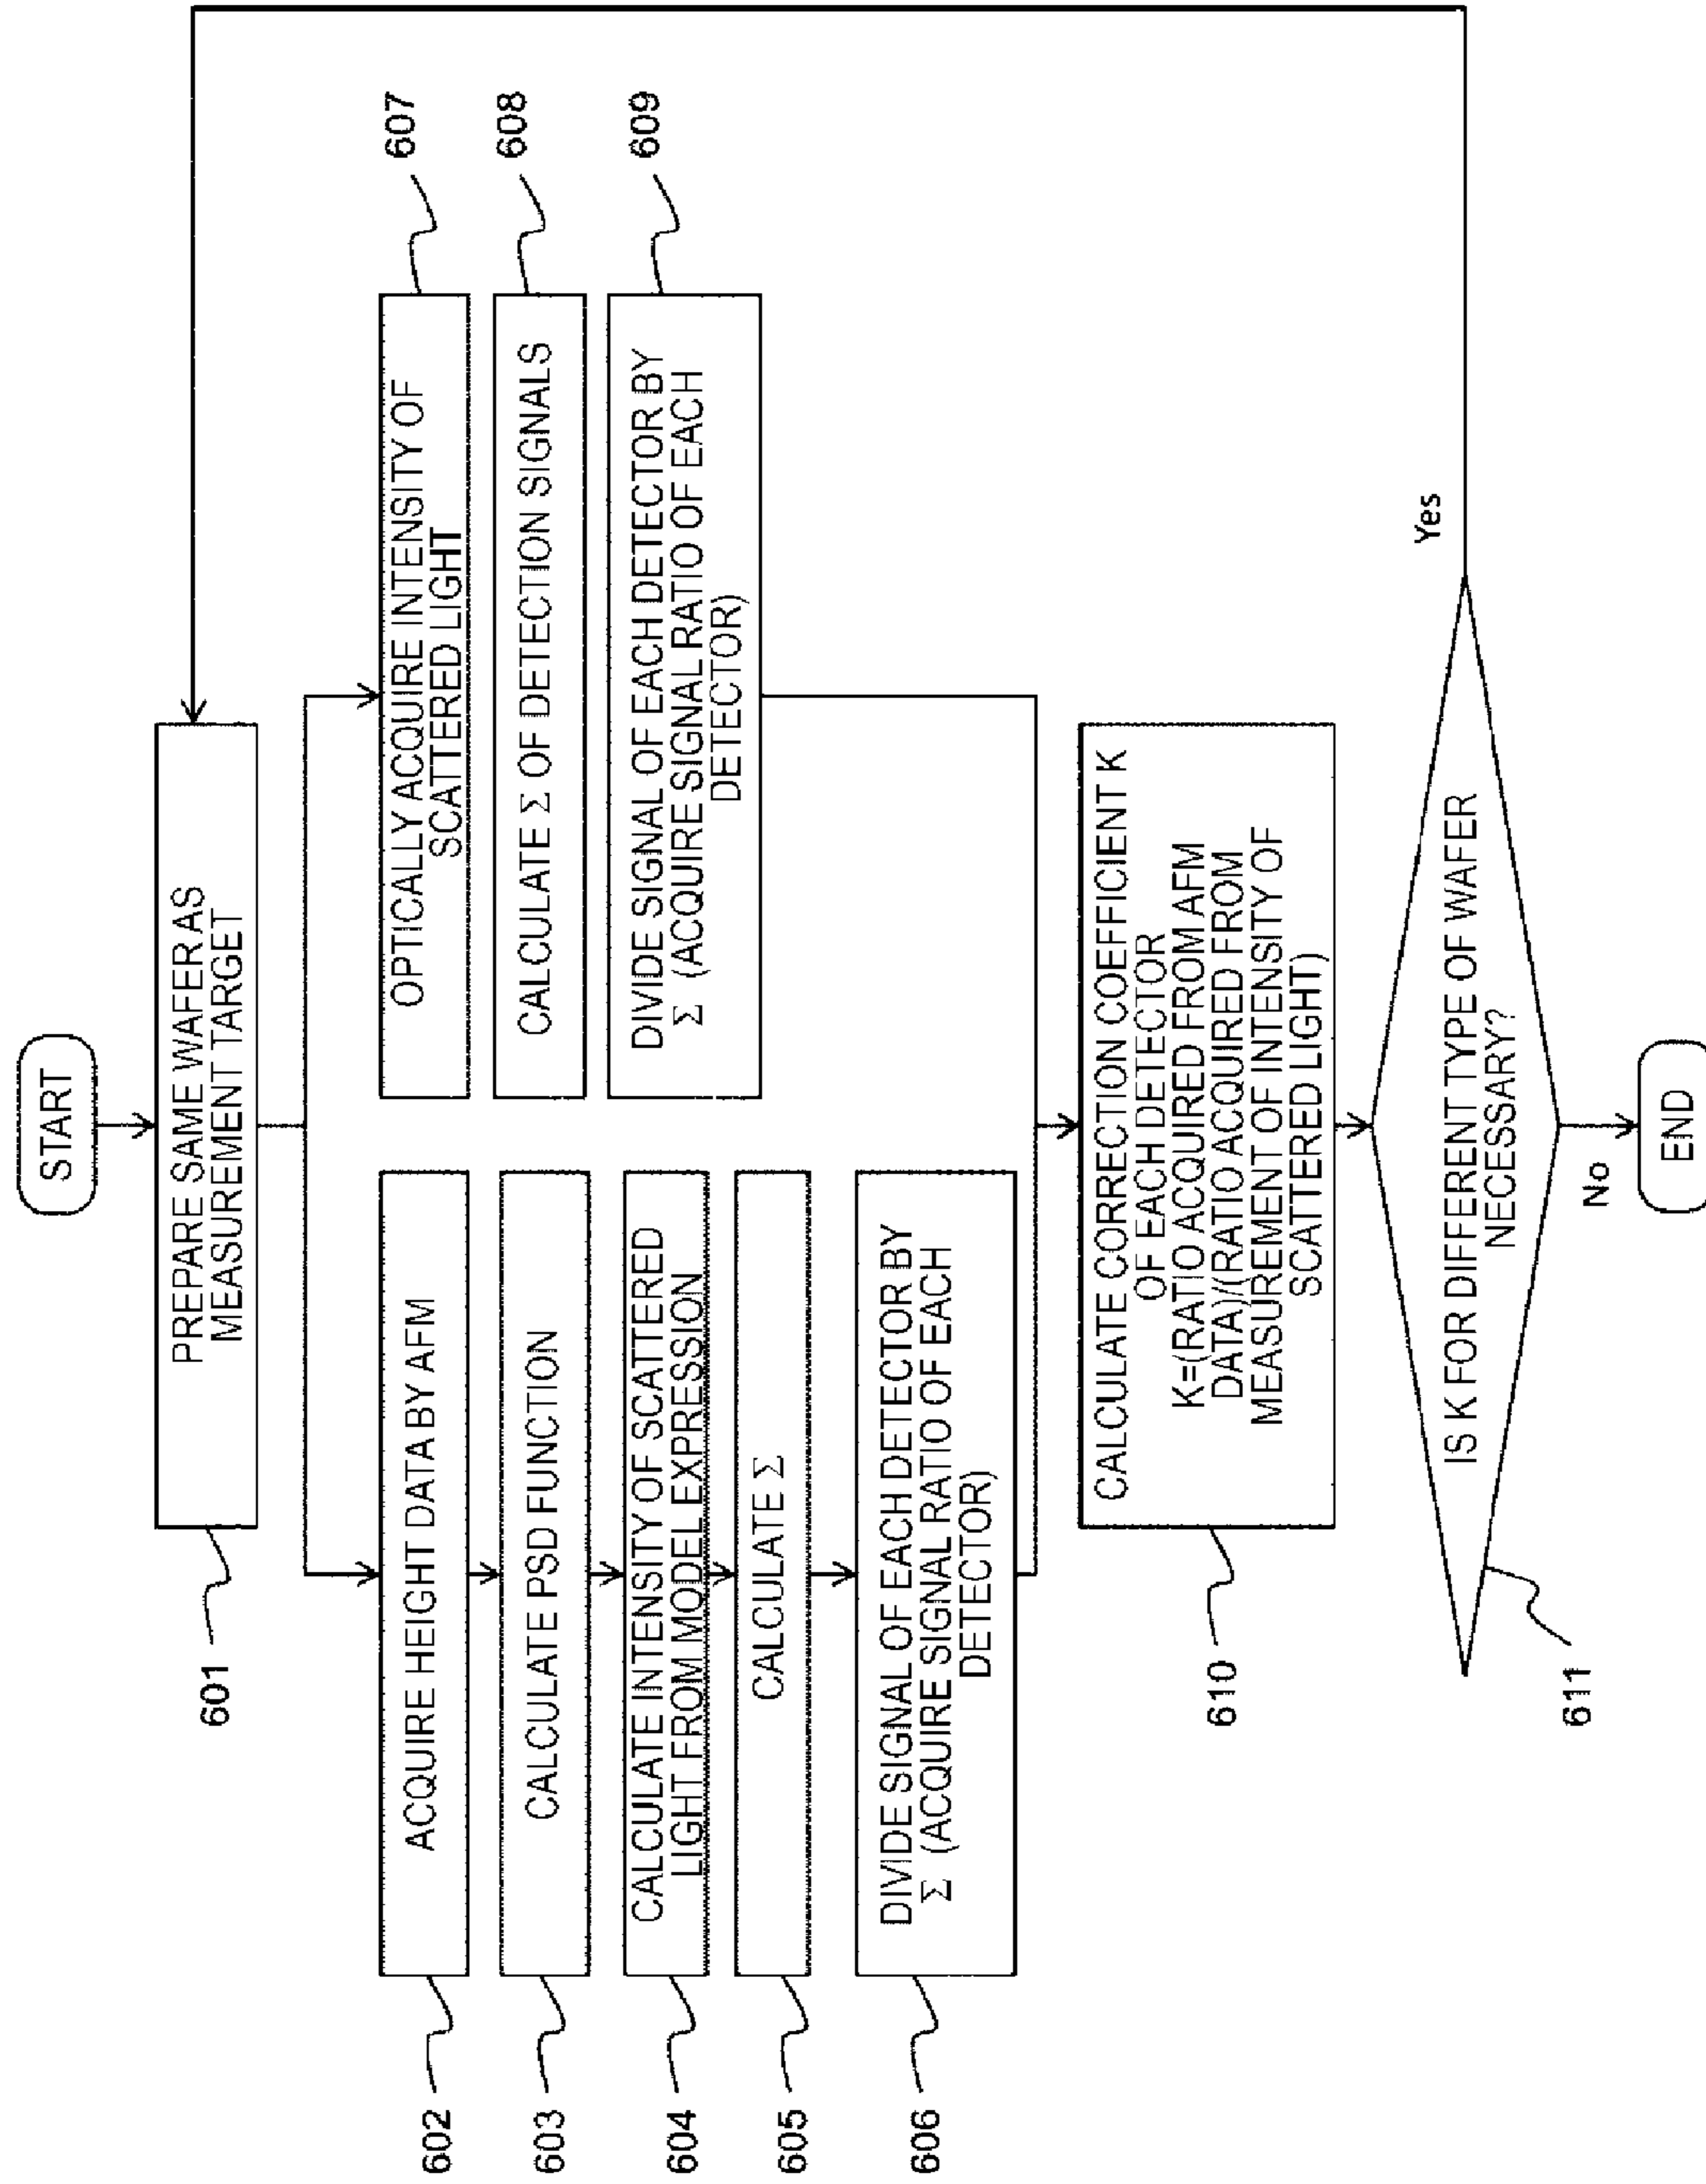 START
PREPARE SAME WAFER AS
MEASUREMENT TARGET
601
ACQUIRE HEIGHT DATA BY AFM
602
CALCULATE PSD FUNCTION
603
CALCULATE INTENSITY OF SCATTERED
LIGHT FROM MODEL EXPRESSION
604
CALCULATE Σ
605
DIVIDE SIGNAL OF EACH DETECTOR BY
Σ (ACQUIRE SIGNAL RATIO OF EACH
DETECTOR)
606
OPTICALLY ACQUIRE INTENSITY OF
SCATTERED LIGHT
607
CALCULATE Σ OF DETECTION SIGNALS
608
DIVIDE SIGNAL OF EACH DETECTOR BY
Σ (ACQUIRE SIGNAL RATIO OF EACH
DETECTOR)
609
CALCULATE CORRECTION COEFFICIENT K
OF EACH DETECTOR
K=(RATIO ACQUIRED FROM AFM
DATA)/(RATIO ACQUIRED FROM
MEASUREMENT OF INTENSITY OF
SCATTERED LIGHT)
610
IS K FOR DIFFERENT TYPE OF WAFER
NECESSARY?
611
Yes
No
END